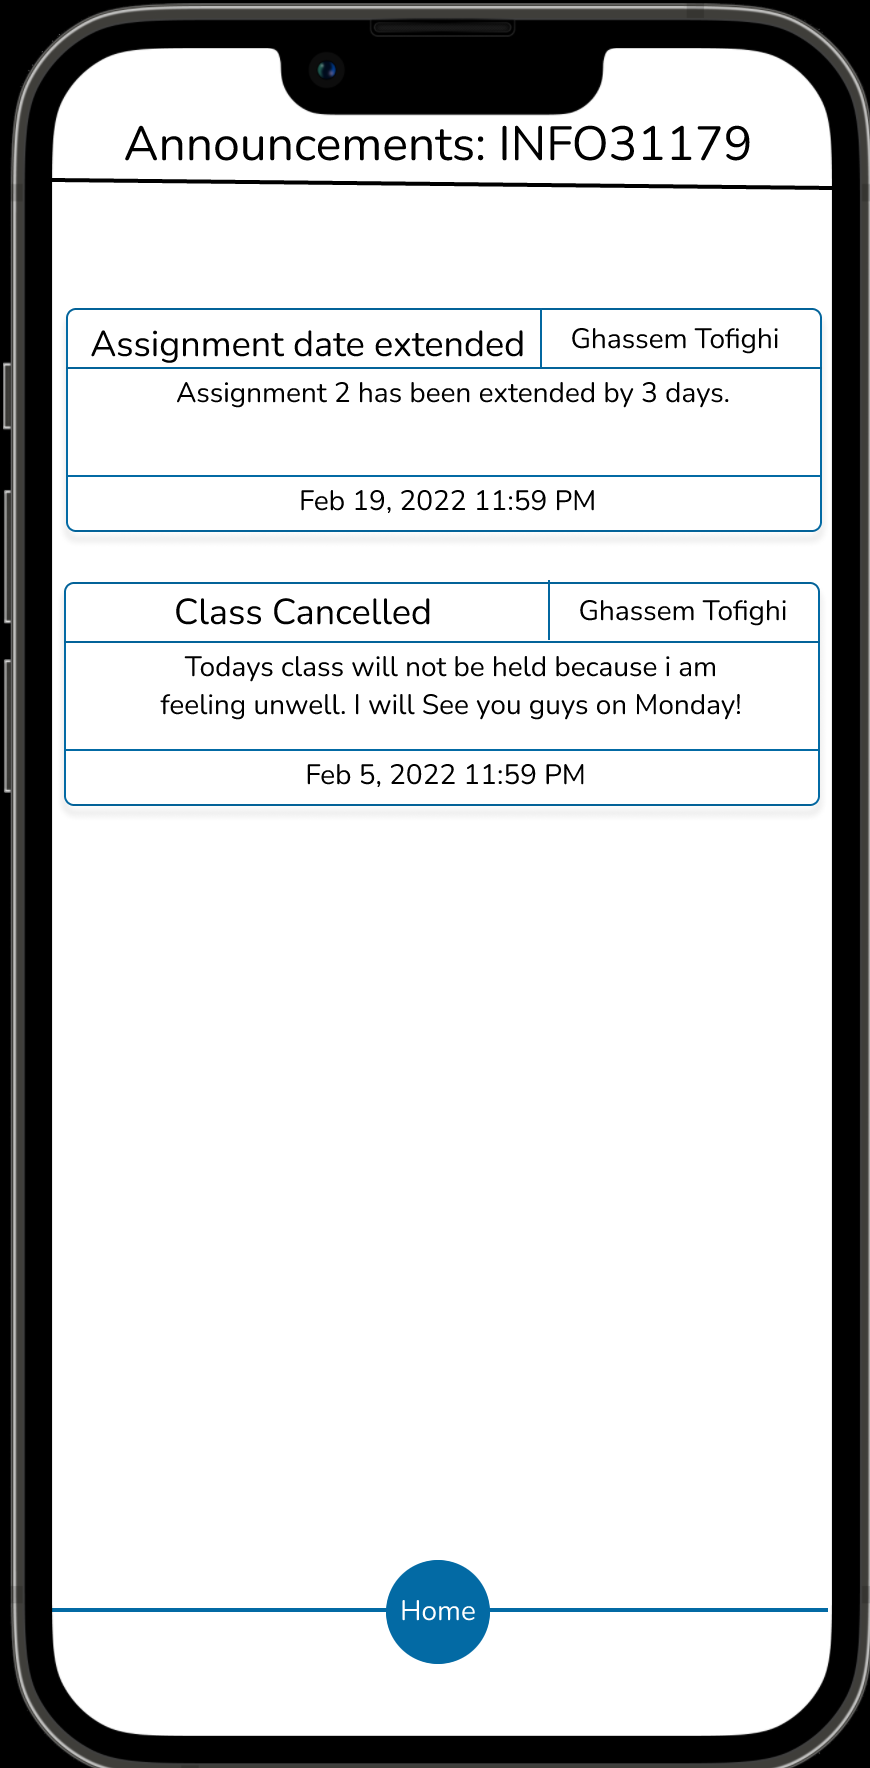 Announcements: INFO31179
Assignment date extended
Ghassem Tofighi
Assignment 2 has been extended by 3 days.
Feb 19, 2022 11:59 PM
Class Cancelled
Ghassem Tofighi
Todays class will not be held because i am
feeling unwell. I will See you guys on Monday!
Feb 5, 2022 11:59 PM
Home